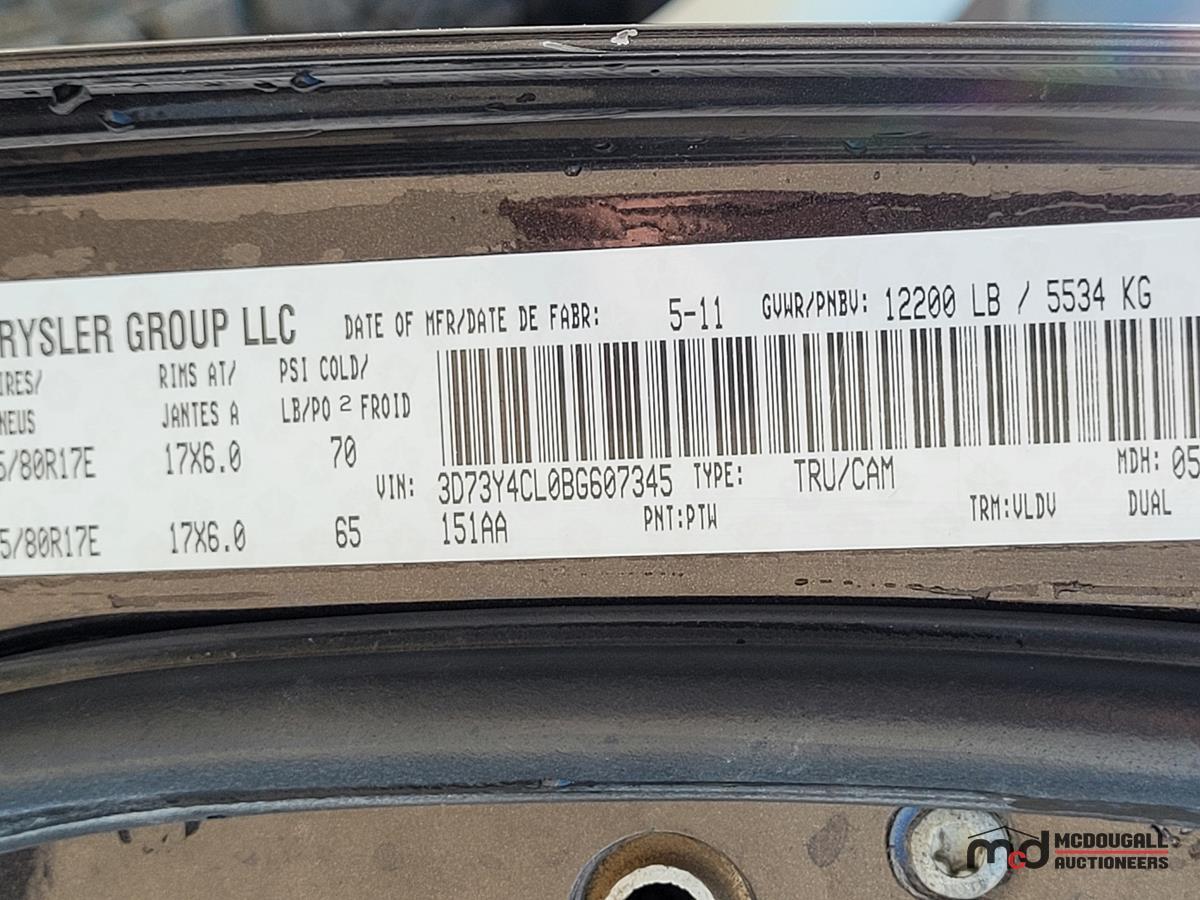 RYSLER GROUP LLC DATE OF MFR/DATE DE FABR: 5-11 GVWR/PNBV: 12200 LB / 5534 KG
IRES/ RIMS AT/ PSI COLD/
NEUS JANTES A LB/PO 2 FROID
5/80R17E 17X6.0 70
VIN: 3D73Y4CL0BG607345 TYPE: TRU/CAM MDH: 05
5/80R17E 17X6.0 65 151AA PNT:PTW TRM:VLDV DUAL
mcd MCDOUGALL
AUCTIONEERS